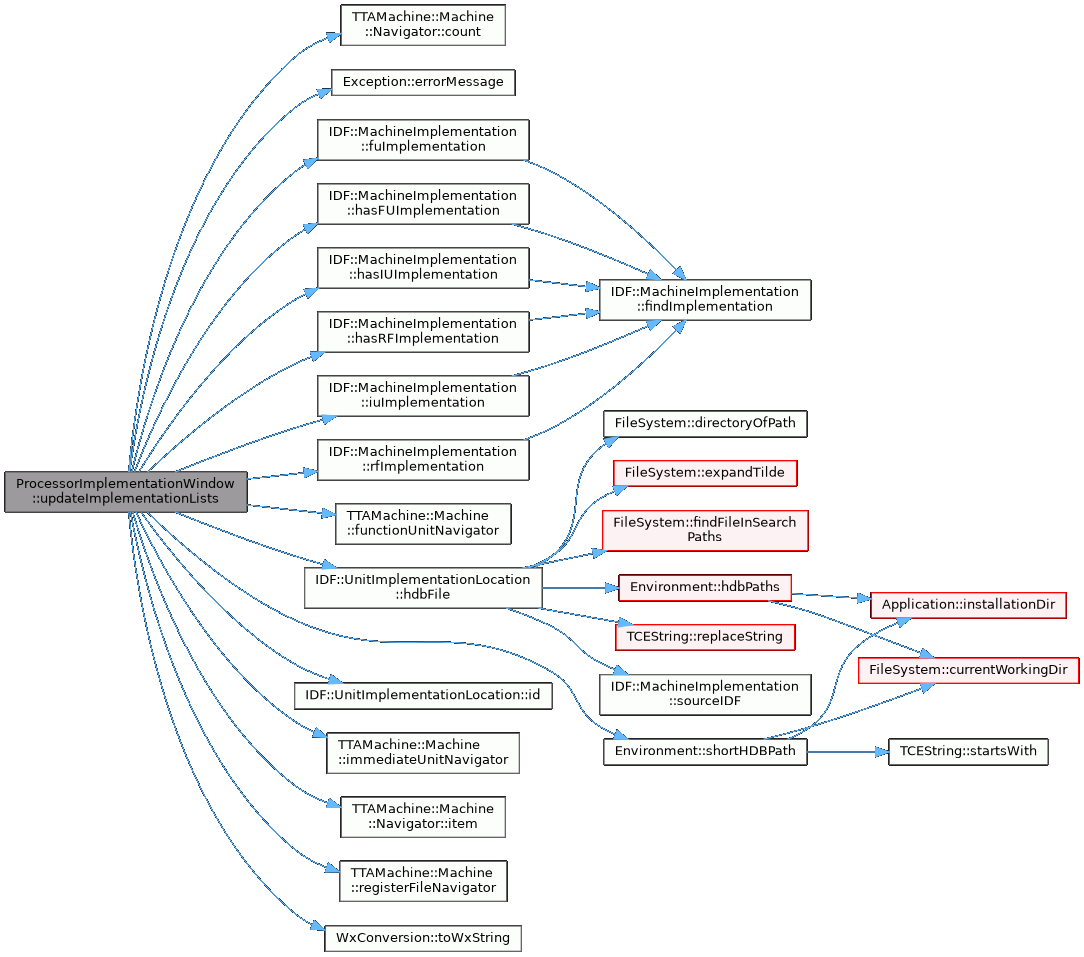 TTAMachine::Machine
::Navigator::count
Exception::errorMessage
IDF::MachineImplementation
::fuImplementation
IDF::MachineImplementation
::hasFUImplementation
IDF::MachineImplementation
::hasIUImplementation
IDF::MachineImplementation
::findImplementation
IDF::MachineImplementation
::hasRFImplementation
IDF::MachineImplementation
::iuImplementation
FileSystem::directoryOfPath
IDF::MachineImplementation
::rfImplementation
FileSystem::expandTilde
ProcessorImplementationWindow
::updateImplementationLists
TTAMachine::Machine
::functionUnitNavigator
FileSystem::findFileInSearch
Paths
IDF::UnitImplementationLocation
::hdbFile
Environment::hdbPaths
Application::installationDir
TCEString::replaceString
FileSystem::currentWorkingDir
IDF::UnitImplementationLocation::id
IDF::MachineImplementation
::sourceIDF
TTAMachine::Machine
::immediateUnitNavigator
Environment::shortHDBPath
TCEString::startsWith
TTAMachine::Machine
::Navigator::item
TTAMachine::Machine
::registerFileNavigator
WxConversion::toWxString